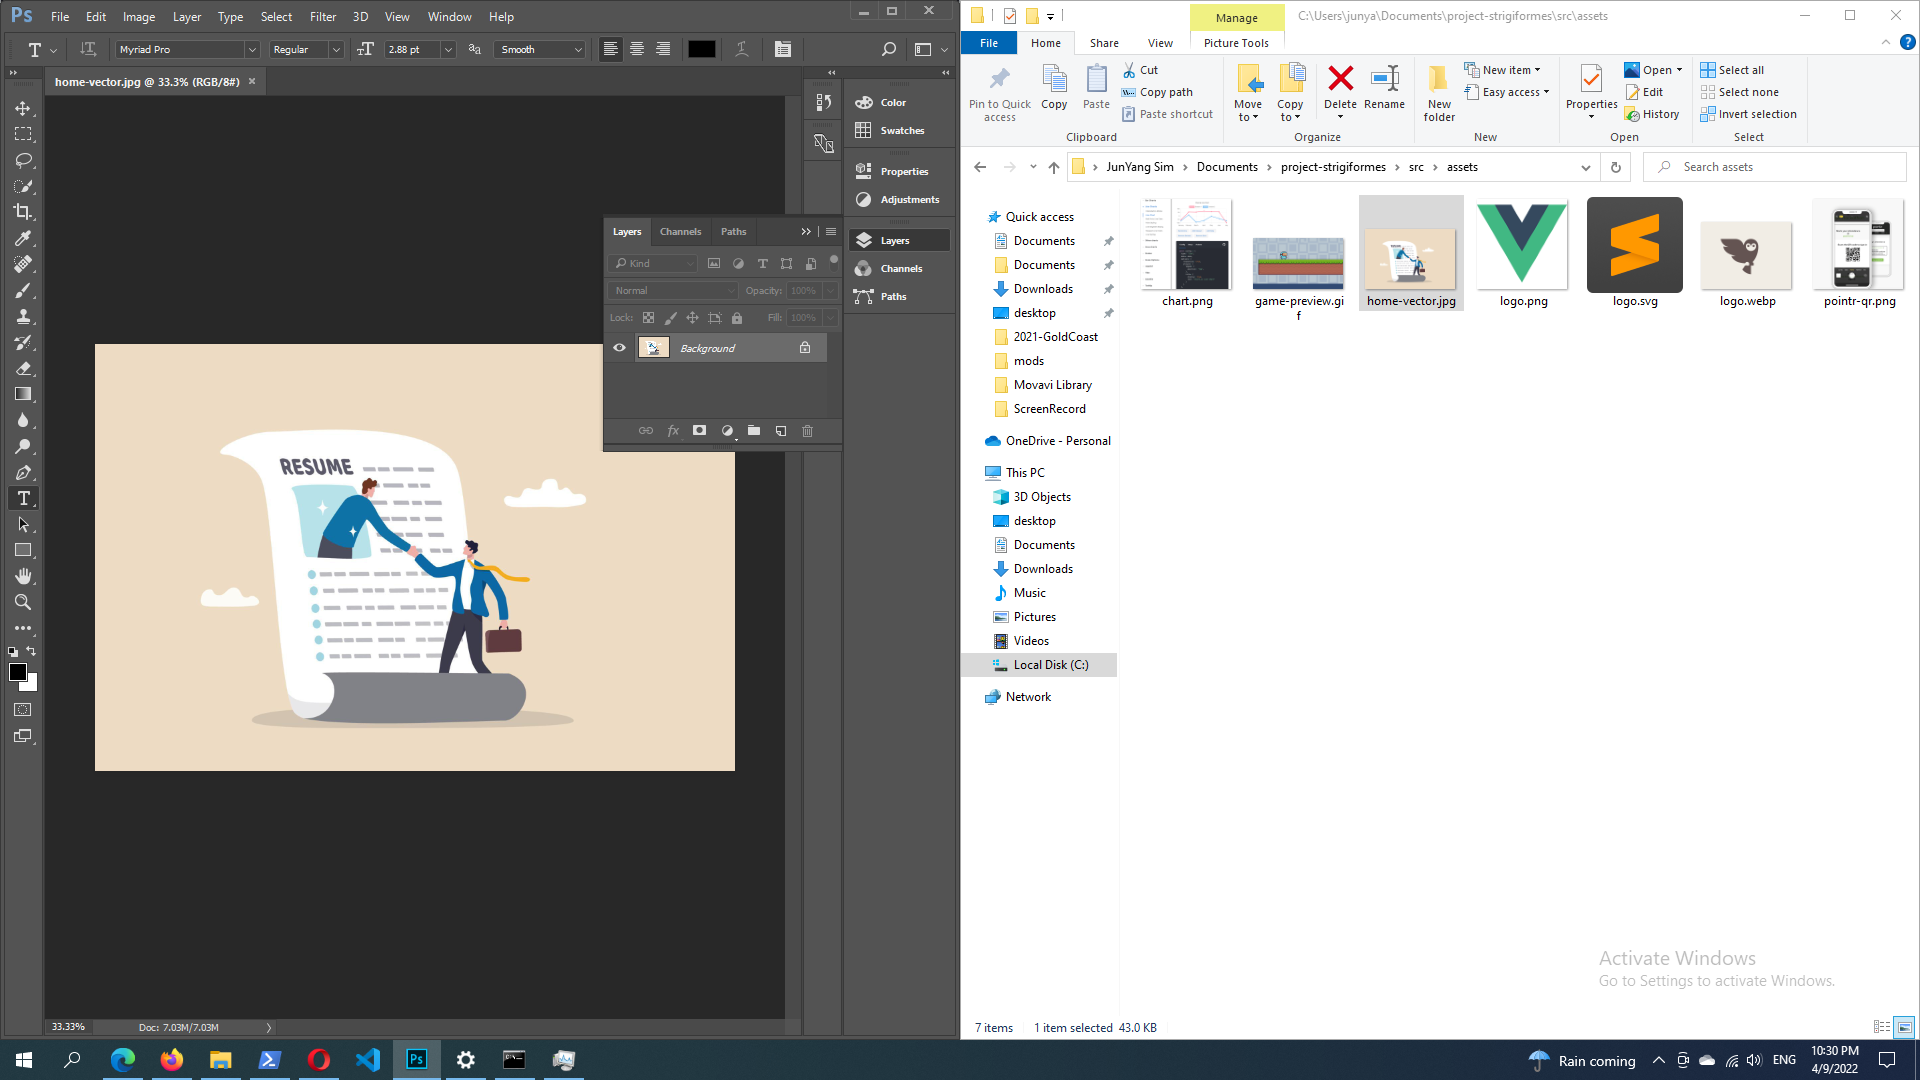 Ps File Edit Image Layer Type Select Filter 3D View Window Help
T Myriad Pro Regular 2.88 pt aa Smooth
home-vector.jpg @ 33.3% (RGB/8#)
Color
Swatches
Properties
Adjustments
Layers
Channels
Paths
Layers Channels Paths
Kind
Normal Opacity: 100%
Lock: Fill: 100%
Background
fx
RESUME
33.33% Doc: 7.03M/7.03M
Manage C:\Users\junya\Documents\project-strigiformes\src\assets
File Home Share View Picture Tools
Pin to Quick access
Copy
Paste
Cut
Copy path
Paste shortcut
Clipboard
Move to
Copy to
Delete
Rename
Organize
New folder
New item
Easy access
New
Properties
Open
Edit
History
Open
Select all
Select none
Invert selection
Select
JunYang Sim Documents project-strigiformes src assets
Search assets
Quick access
Documents
Documents
Downloads
desktop
2021-GoldCoast
mods
Movavi Library
ScreenRecord
OneDrive - Personal
This PC
3D Objects
desktop
Documents
Downloads
Music
Pictures
Videos
Local Disk (C:)
Network
chart.png
game-preview.gi
f
home-vector.jpg
logo.png
logo.svg
logo.webp
pointr-qr.png
Activate Windows
Go to Settings to activate Windows.
7 items 1 item selected 43.0 KB
Ps
Rain coming
ENG
10:30 PM
4/9/2022